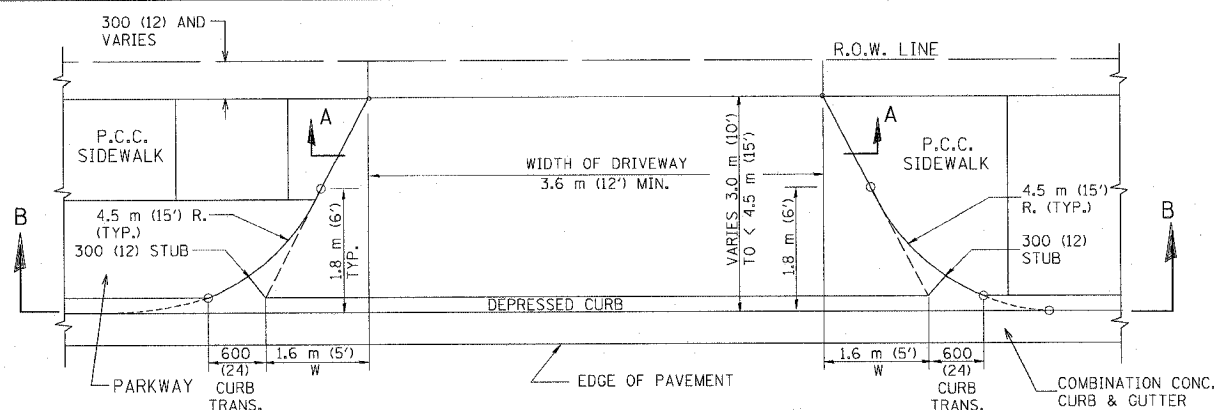 300 (12) AND
VARIES
R.O.W. LINE
A
A
P.C.C.
SIDEWALK
P.C.C.
SIDEWALK
WIDTH OF DRIVEWAY
3.6 m (12') MIN.
VARIES 3.0 m (10')
TO < 4.5 m (15')
B
B
4.5 m (15') R.
(TYP.)
300 (12) STUB
1.8 m (6')
TYP.
1.8 m (6')
4.5 m (15')
R. (TYP.)
300 (12)
STUB
DEPRESSED CURB
600
(24)
CURB
TRANS.
1.6 m (5')
W
1.6 m (5')
W
600
(24)
CURB
TRANS.
PARKWAY
EDGE OF PAVEMENT
COMBINATION CONC.
CURB & GUTTER